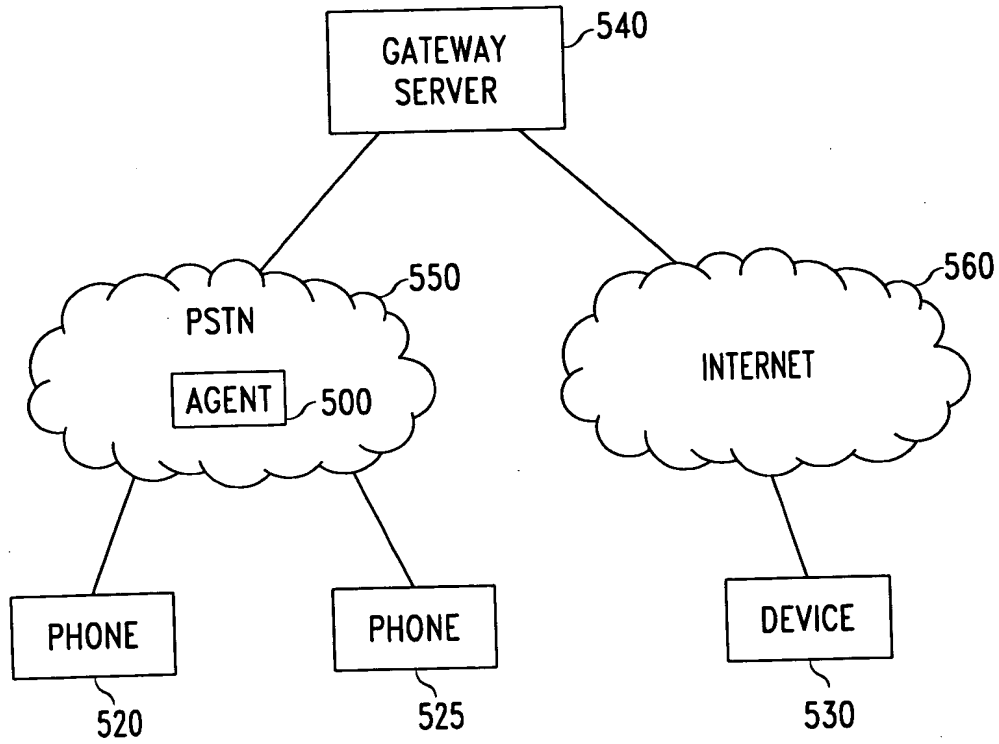 GATEWAY
SERVER
540
550
PSTN
560
INTERNET
AGENT
500
PHONE
PHONE
DEVICE
520
525
530